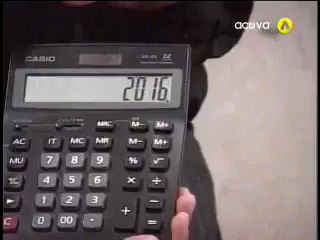 activa
CASIO
2016
MRC M- M+
AC IT MC MR M- M+
MU 7 8 9 % √
4 5 6 × ÷
1 2 3 + -
C 0 00 · =